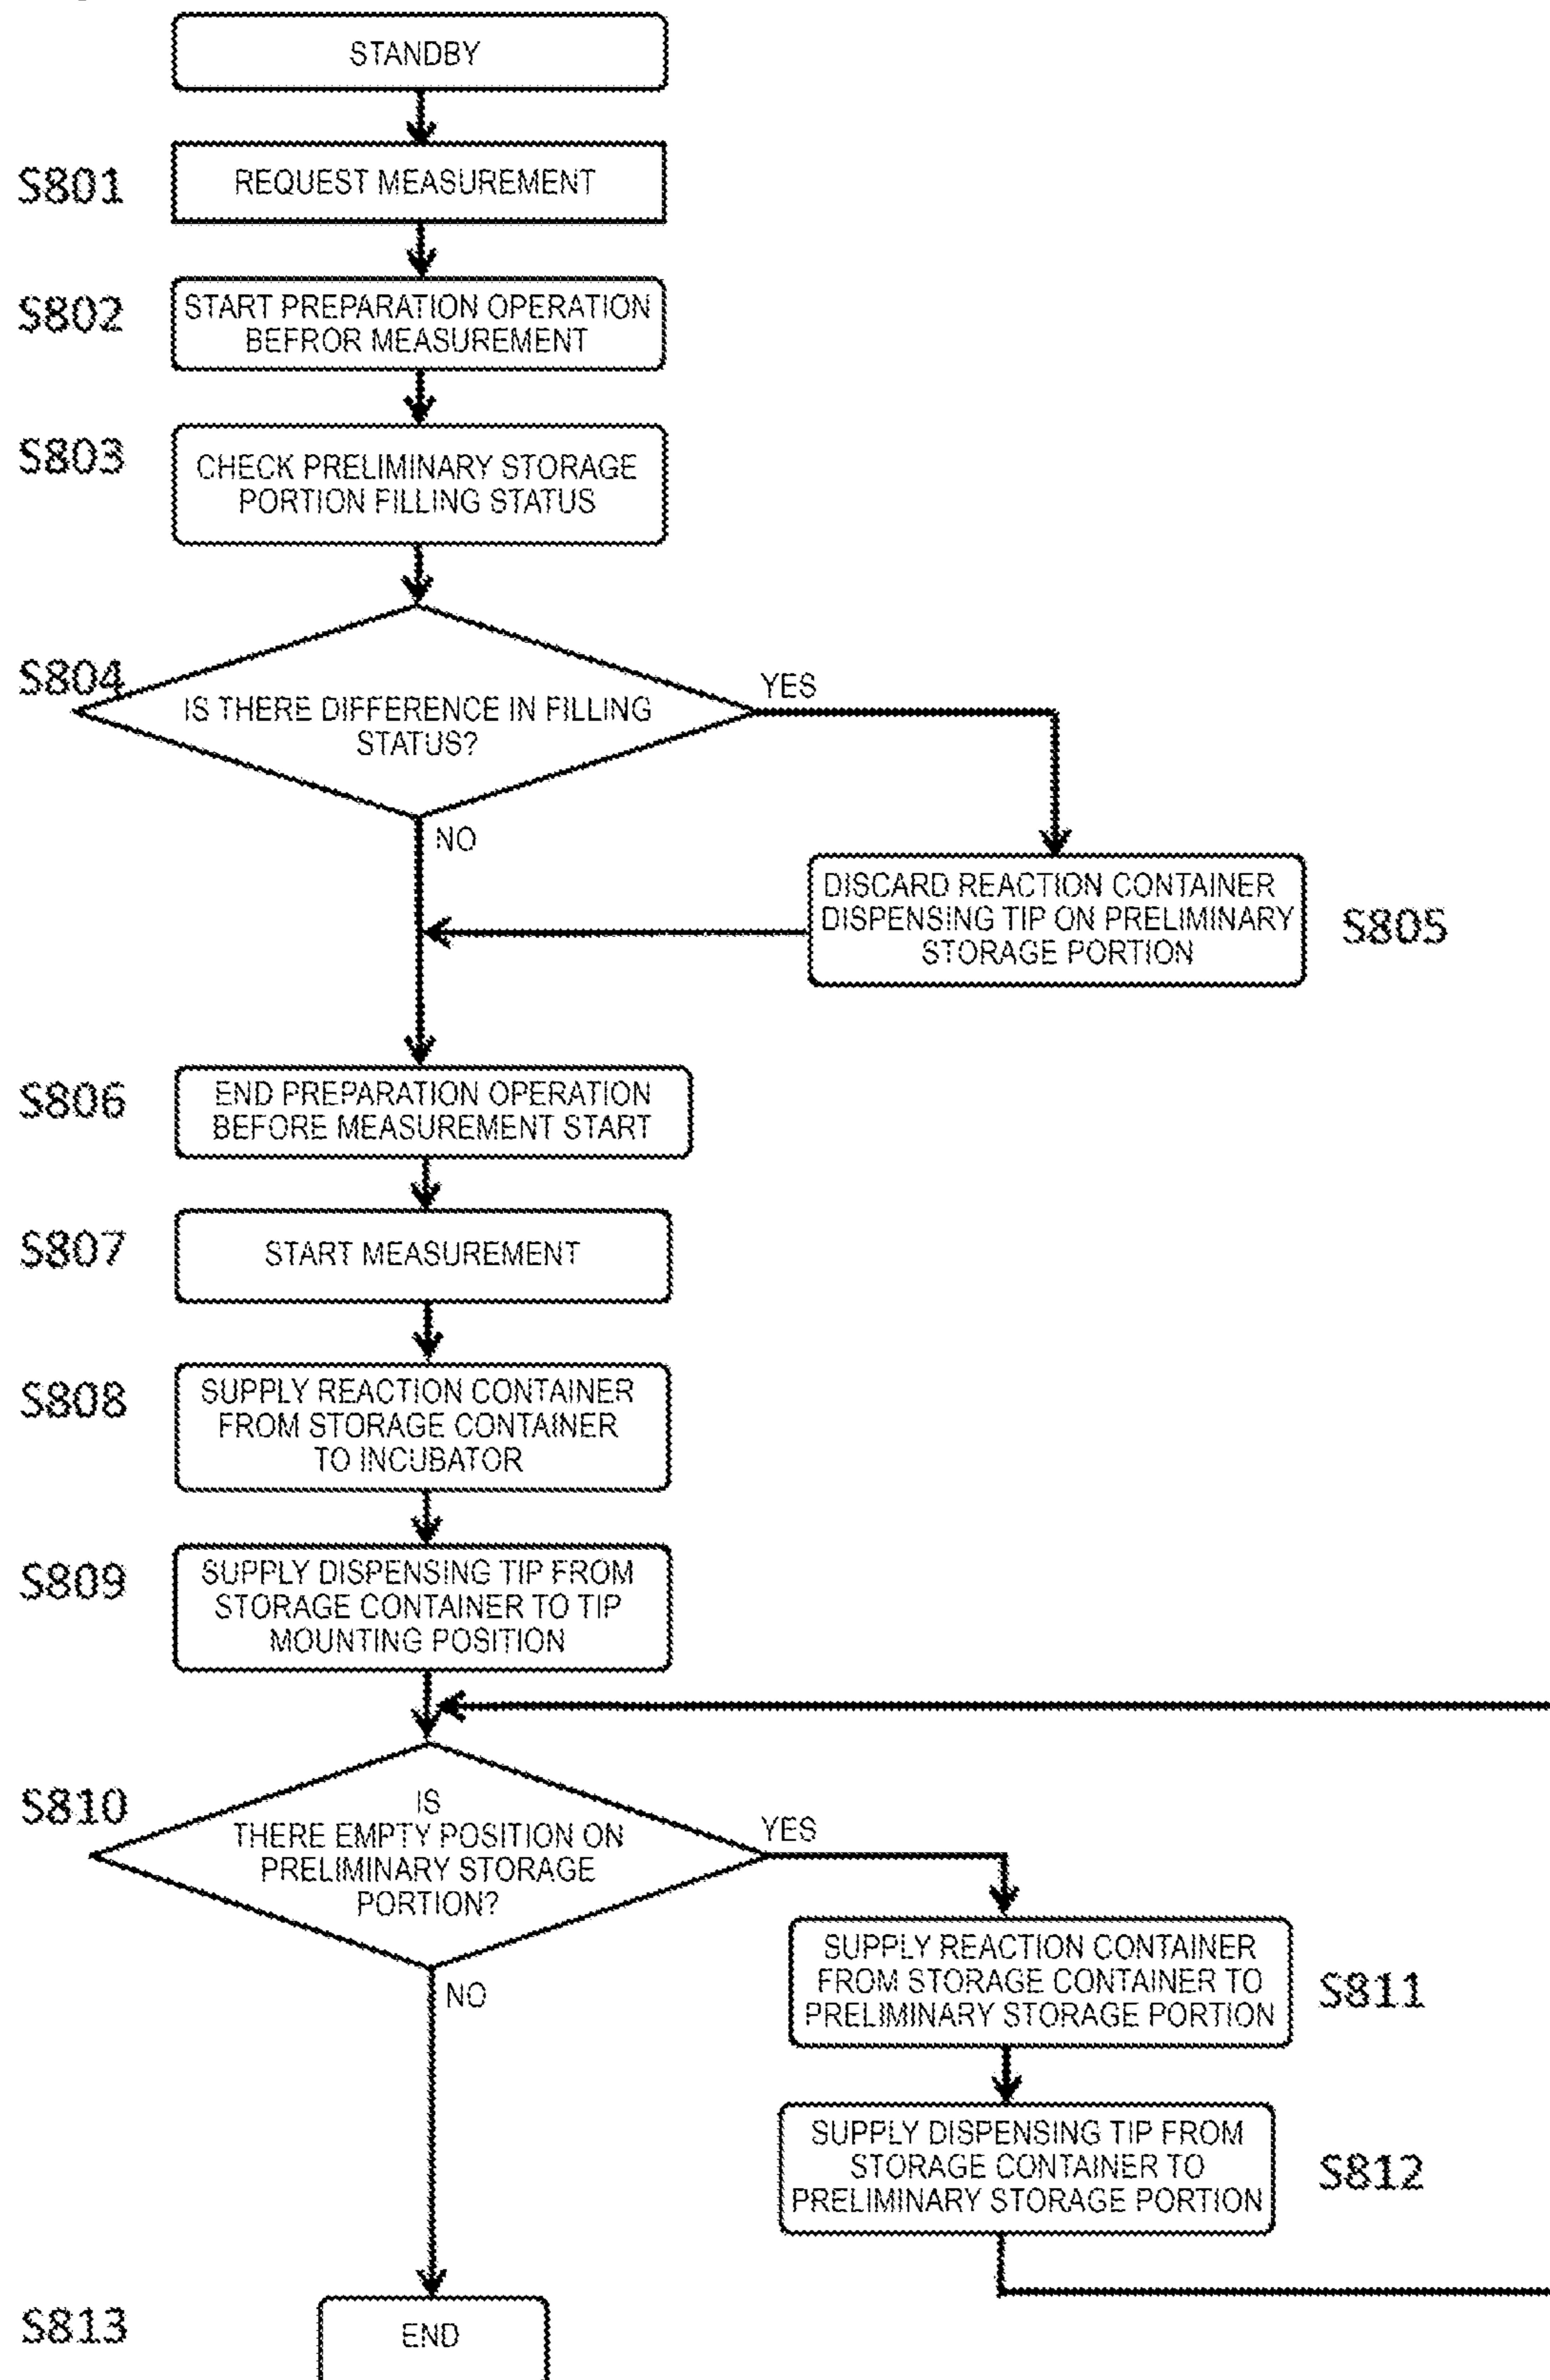 STANDBY
S801
REQUEST MEASUREMENT
S802
START PREPARATION OPERATION
BEFROR MEASUREMENT
S803
CHECK PRELIMINARY STORAGE
PORTION FILLING STATUS
S804
IS THERE DIFFERENCE IN FILLING
STATUS?
YES
NO
DISCARD REACTION CONTAINER
DISPENSING TIP ON PRELIMINARY
STORAGE PORTION
S805
S806
END PREPARATION OPERATION
BEFORE MEASUREMENT START
S807
START MEASUREMENT
S808
SUPPLY REACTION CONTAINER
FROM STORAGE CONTAINER
TO INCUBATOR
S809
SUPPLY DISPENSING TIP FROM
STORAGE CONTAINER TO TIP
MOUNTING POSITION
S810
IS
THERE EMPTY POSITION ON
PRELIMINARY STORAGE
PORTION?
YES
NO
SUPPLY REACTION CONTAINER
FROM STORAGE CONTAINER TO
PRELIMINARY STORAGE PORTION
S811
SUPPLY DISPENSING TIP FROM
STORAGE CONTAINER TO
PRELIMINARY STORAGE PORTION
S812
S813
END